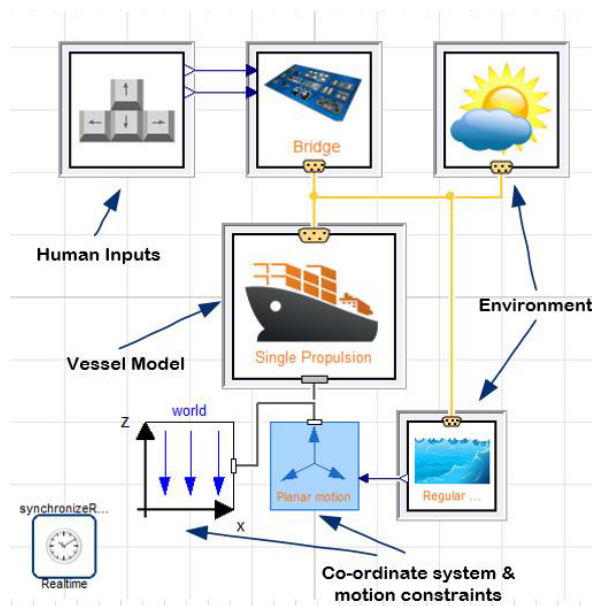 Bridge
Human Inputs
Environment
Vessel Model
Single Propulsion
world
Z
X
Planar motion
Regular ...
synchronizeR...
Realtime
Co-ordinate system &
motion constraints